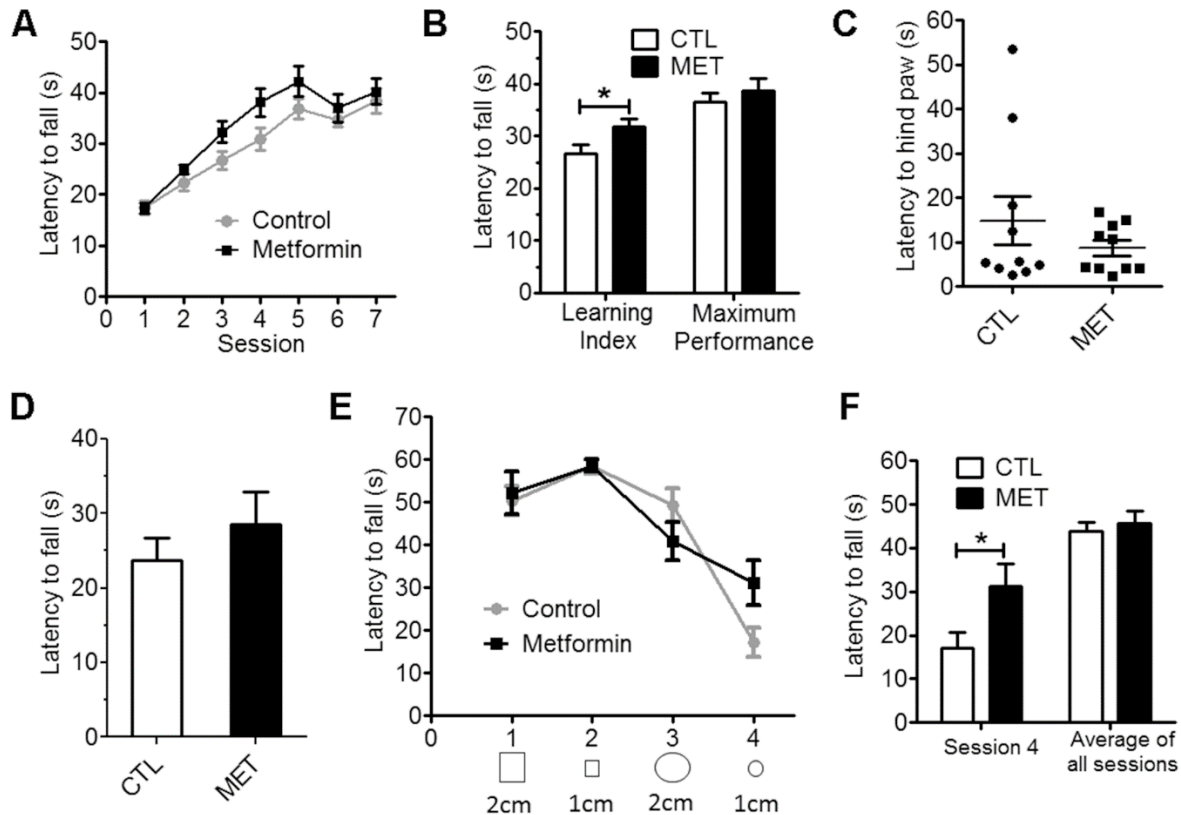 A
Latency to fall (s)
50
40
30
20
10
0
Control
Metformin
0 1 2 3 4 5 6 7
Session
B
Latency to fall (s)
50
40
30
20
10
0
CTL
MET
*
Learning
Index
Maximum
Performance
C
Latency to hind paw (s)
60
50
40
30
20
10
0
CTL
MET
D
Latency to fall (s)
40
30
20
10
0
CTL
MET
E
Latency to fall (s)
70
60
50
40
30
20
10
0
Control
Metformin
0 1 2 3 4
2cm 1cm 2cm 1cm
F
Latency to fall (s)
60
50
40
30
20
10
0
CTL
MET
*
Session 4
Average of
all sessions